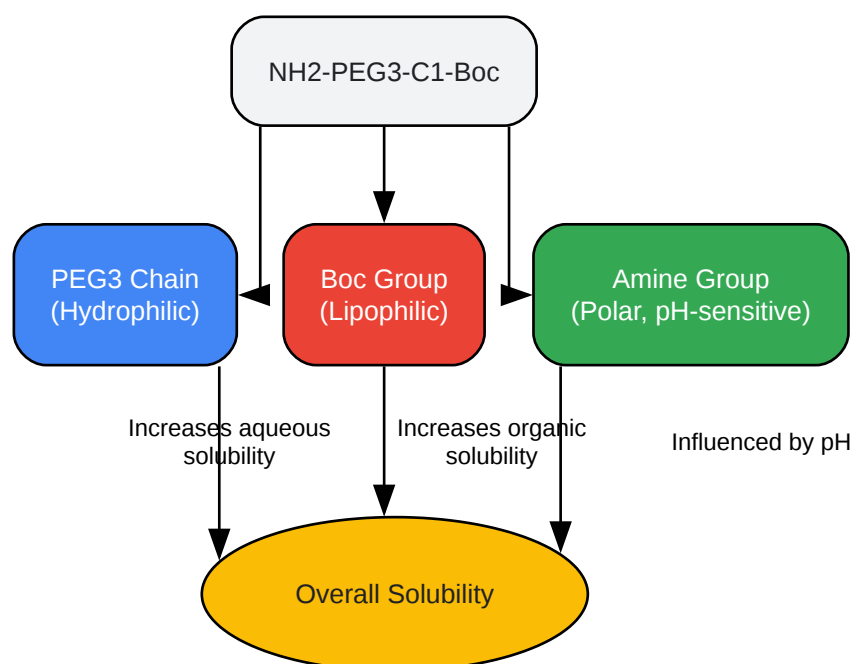 NH2-PEG3-C1-Boc
PEG3 Chain
(Hydrophilic)
Boc Group
(Lipophilic)
Amine Group
(Polar, pH-sensitive)
Increases aqueous
solubility
Increases organic
solubility
Influenced by pH
Overall Solubility